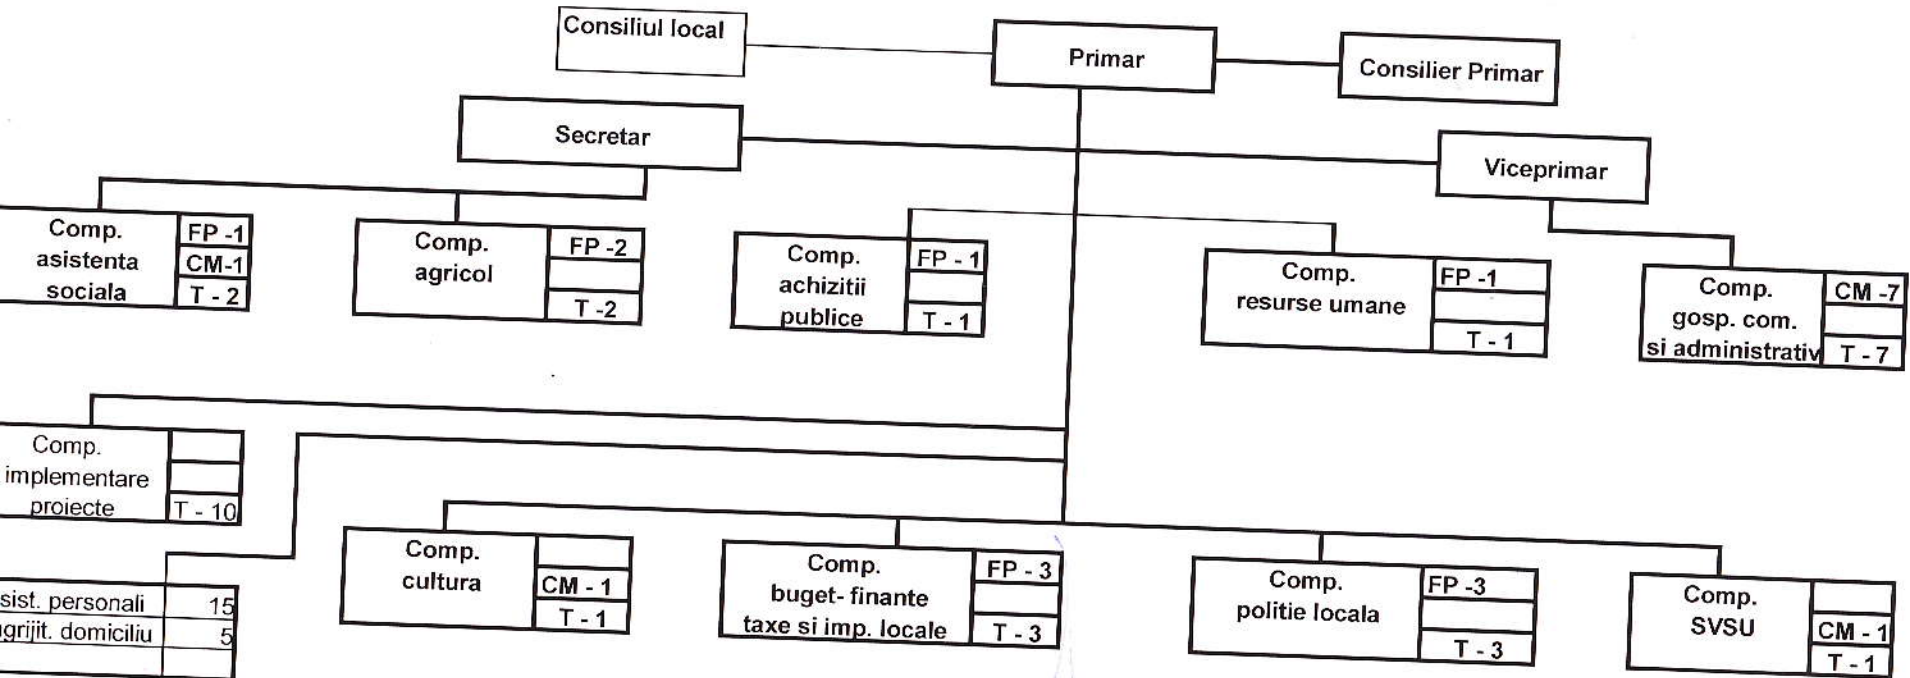 Consiliul local
Primar
Consilier Primar
Secretar
Viceprimar
Comp.
asistenta
sociala
FP -1
CM-1
T - 2
Comp.
agricol
FP -2
T -2
Comp.
achizitii
publice
FP - 1
T - 1
Comp.
resurse umane
FP -1
T - 1
Comp.
gosp. com.
si administrativ
CM -7
T - 7
Comp.
implementare
proiecte
T - 10
sist. personali 15
grijit. domiciliu 5
Comp.
cultura
CM - 1
T - 1
Comp.
buget- finante
taxe si imp. locale
FP - 3
T - 3
Comp.
politie locala
FP -3
T - 3
Comp.
SVSU
CM - 1
T - 1